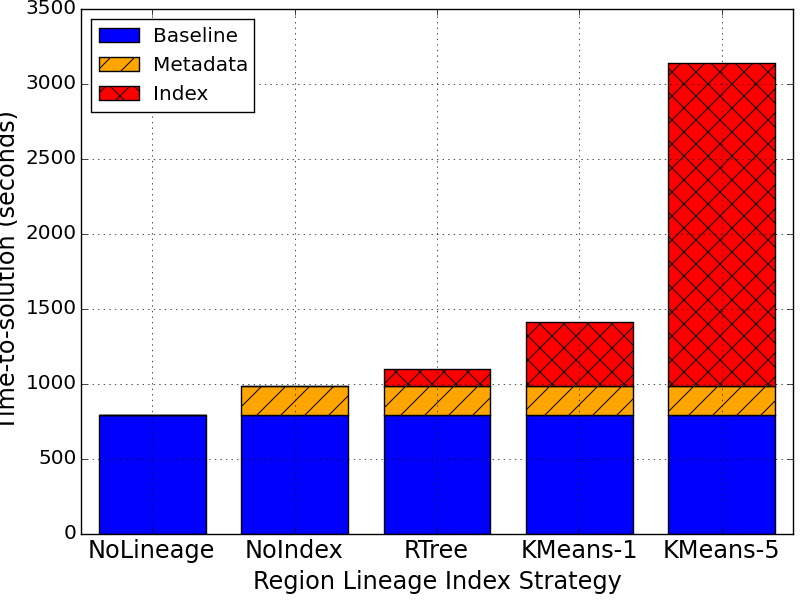 3500
3000
2500
2000
1500
1000
500
0
Time-to-solution (seconds)
Baseline
Metadata
Index
NoLineage NoIndex RTree KMeans-1 KMeans-5
Region Lineage Index Strategy